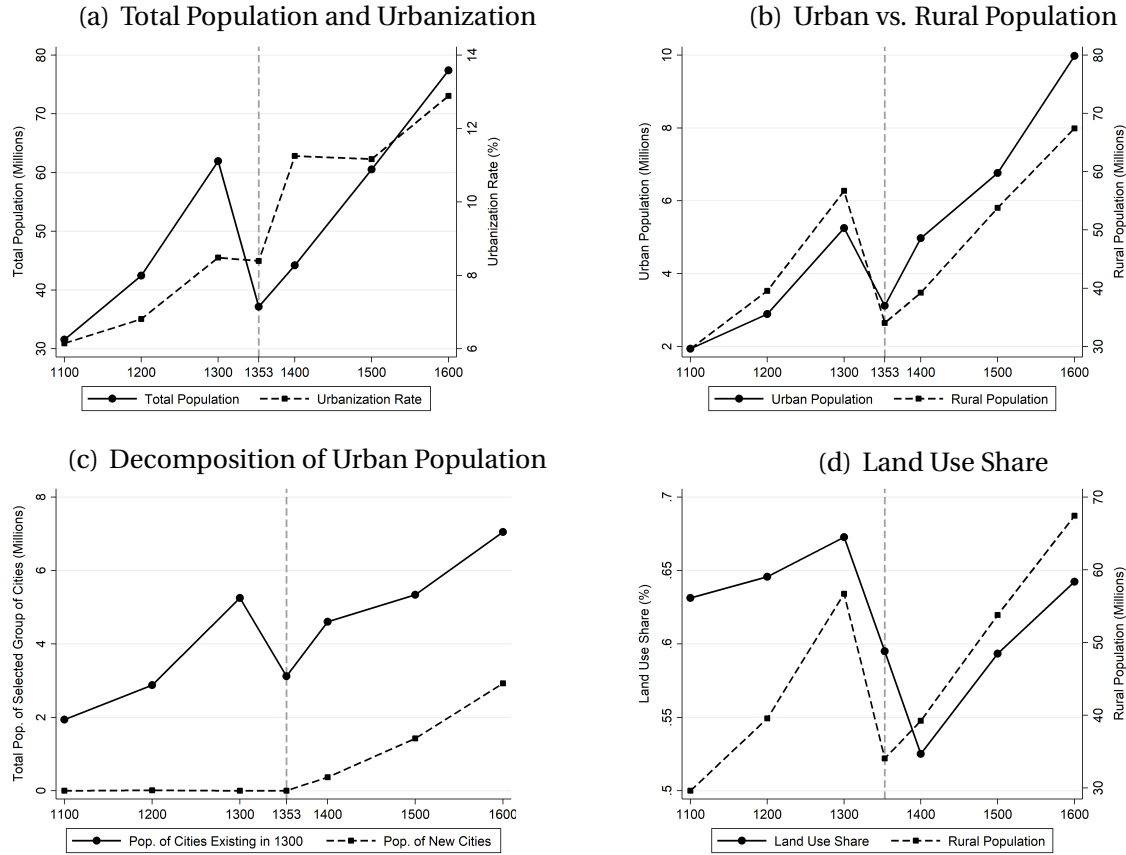 (a) Total Population and Urbanization
Total Population (Millions)
80
70
60
50
40
30
14
12
10
8
6
Urbanization Rate (%)
1100 1200 1300 1353 1400 1500 1600
Total Population Urbanization Rate
(b) Urban vs. Rural Population
Urban Population (Millions)
10
8
6
4
2
80
70
60
50
40
30
Rural Population (Millions)
1100 1200 1300 1353 1400 1500 1600
Urban Population Rural Population
(c) Decomposition of Urban Population
Total Pop. of Selected Group of Cities (Millions)
8
6
4
2
0
1100 1200 1300 1353 1400 1500 1600
Pop. of Cities Existing in 1300 Pop. of New Cities
(d) Land Use Share
Land Use Share (%)
.7
.65
.6
.55
.5
70
60
50
40
30
Rural Population (Millions)
1100 1200 1300 1353 1400 1500 1600
Land Use Share Rural Population